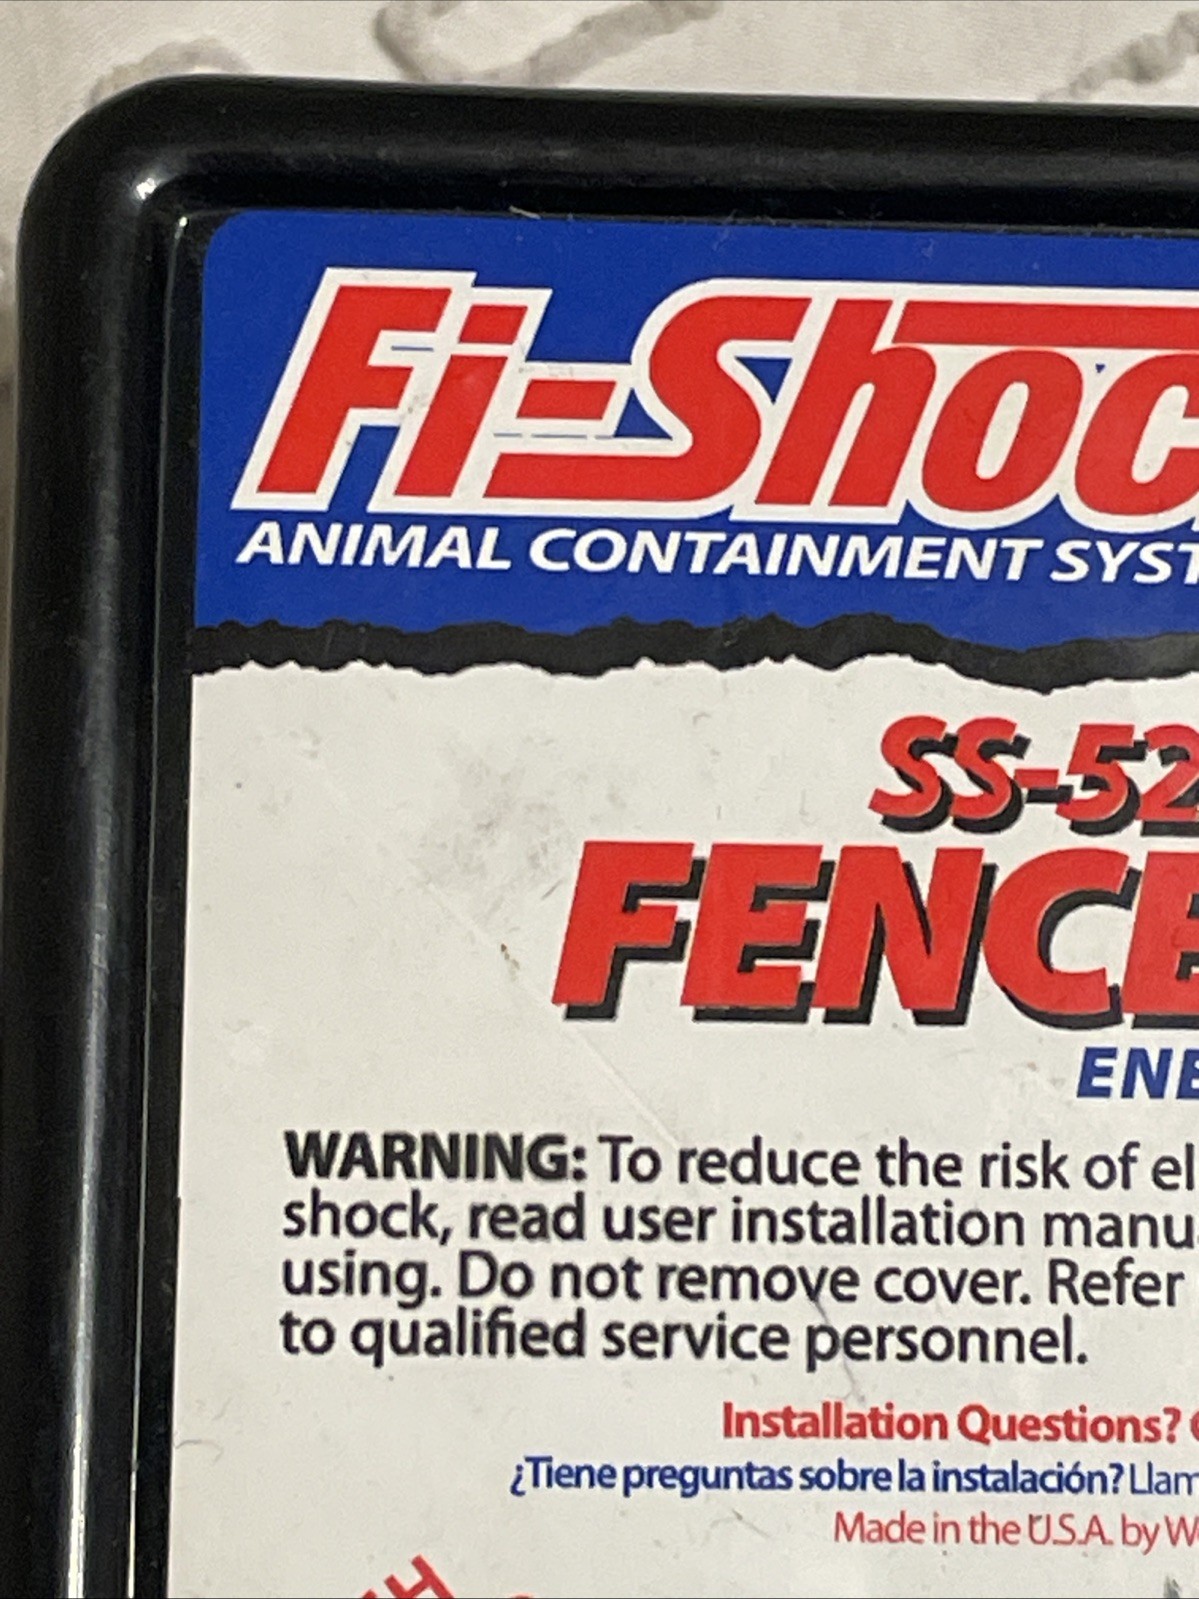 Fi-Shoc
ANIMAL CONTAINMENT SYST
SS-52
FENCE
ENE
WARNING: To reduce the risk of el
shock, read user installation manu
using. Do not remove cover. Refer
to qualified service personnel.
Installation Questions?
¿Tiene preguntas sobre la instalación? Llam
Made in the U.S.A. by W